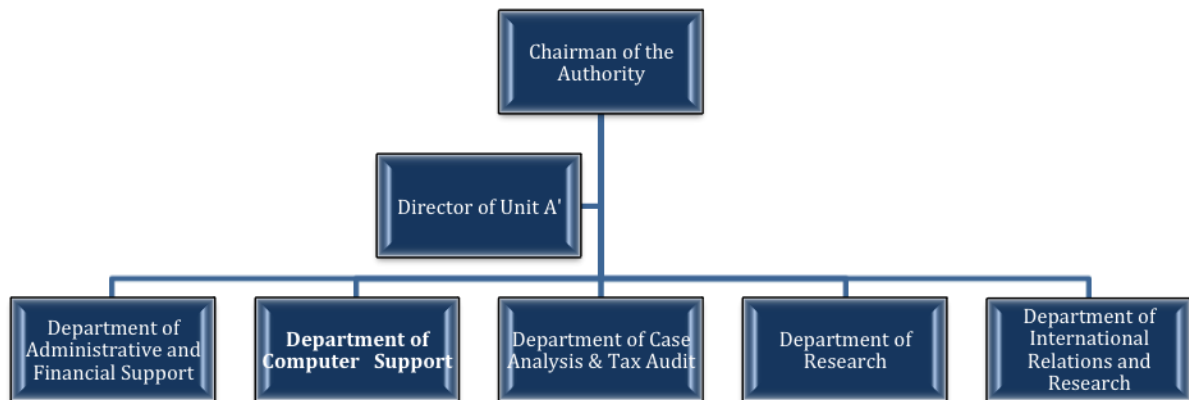 Chairman of the
Authority
Director of Unit A'
Department of
Administrative and
Financial Support
Department of
Computer Support
Department of Case
Analysis & Tax Audit
Department of
Research
Department of
International
Relations and
Research